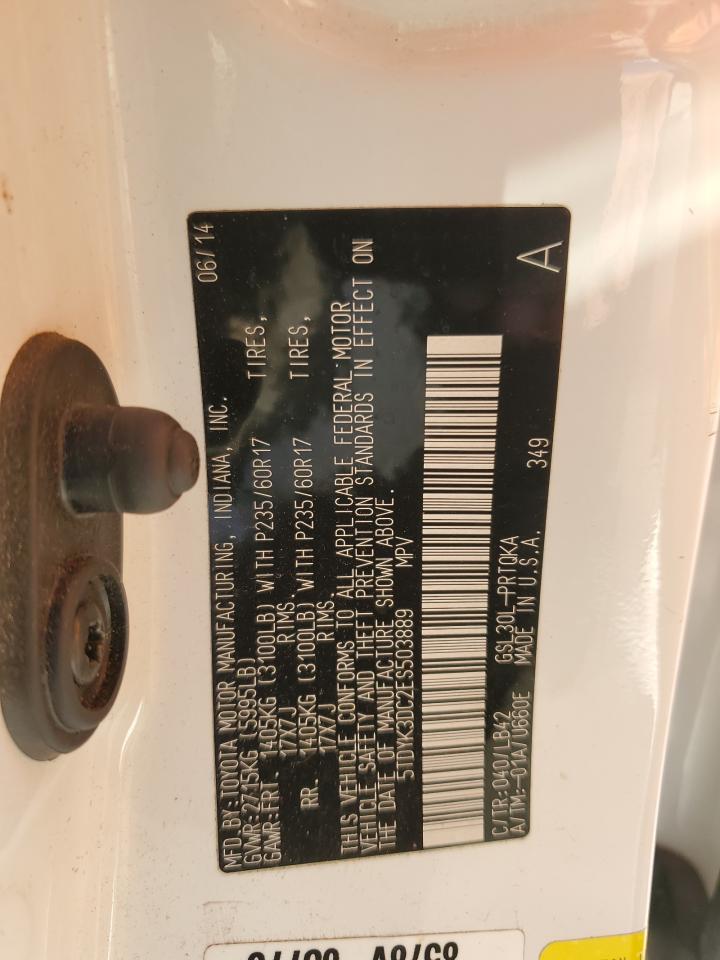 MFD.BY:TOYOTA MOTOR MANUFACTURING, INDIANA, INC. 06/14
GVWR:2715KG (5995LB)
GAWR:FRT. 1405KG (3100LB) WITH P235/60R17 TIRES,
17X7J RIMS.
RR. 1405KG (3100LB) WITH P235/60R17 TIRES,
17X7J RIMS.
THIS VEHICLE CONFORMS TO ALL APPLICABLE FEDERAL MOTOR
VEHICLE SAFETY AND THEFT PREVENTION STANDARDS IN EFFECT ON
THE DATE OF MANUFACTURE SHOWN ABOVE.
5TDYK3DC2ES503889 MPV
C/TR:040/LB42 GSL30L-PRTQKA
A/TM:-01A/U660E MADE IN U.S.A. 349 A